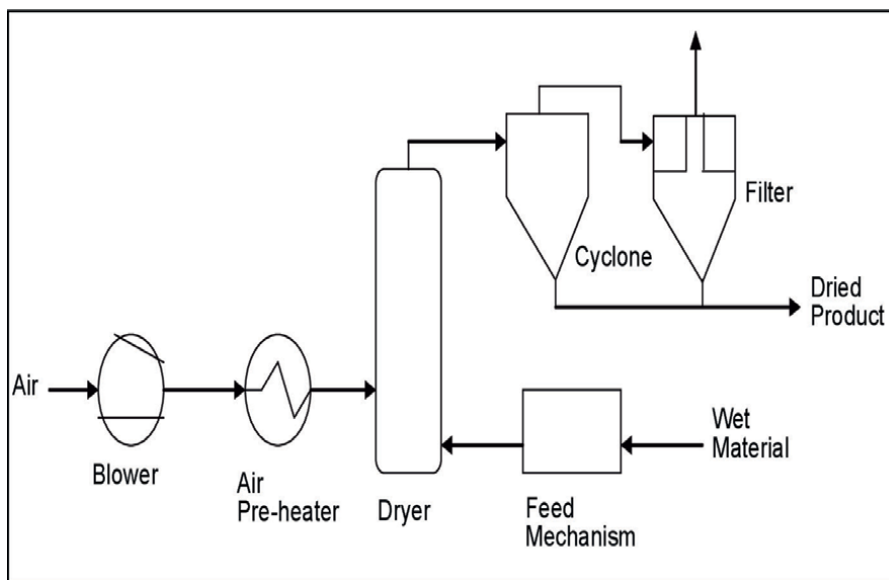 Filter
Cyclone
Dried
Product
Air
Blower
Air
Pre-heater
Dryer
Feed
Mechanism
Wet
Material